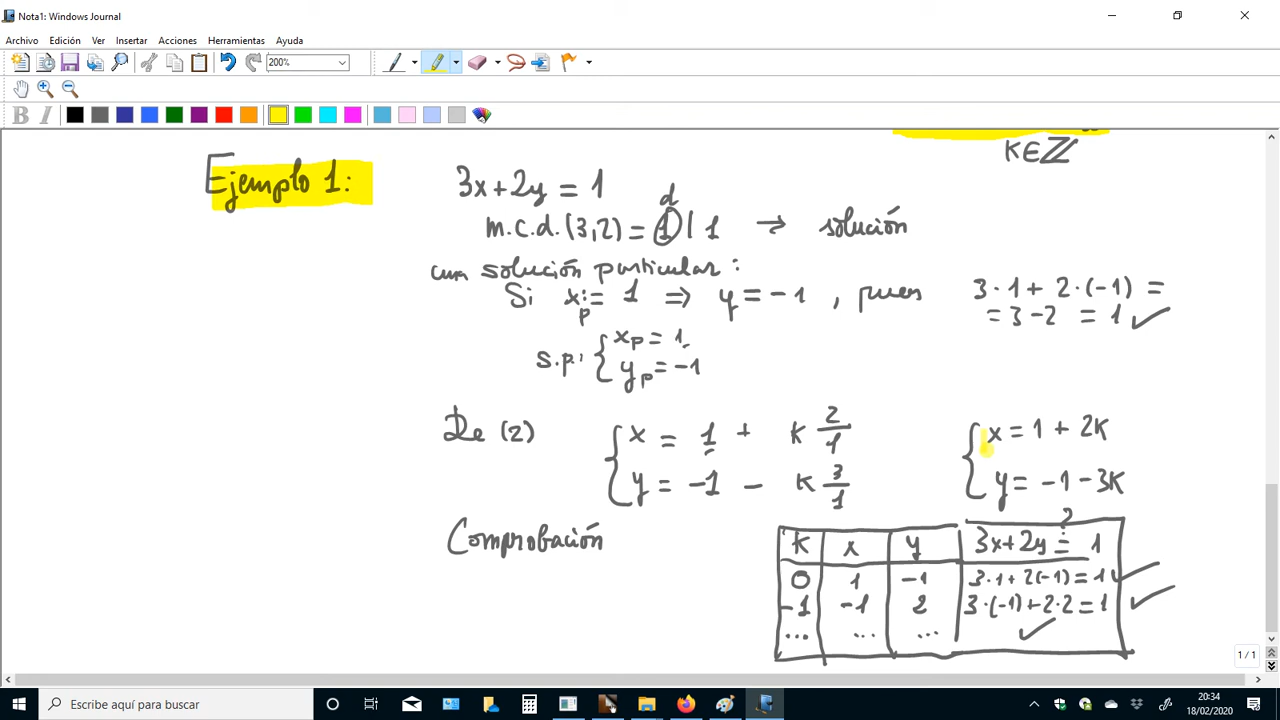 Nota1: Windows Journal
Archivo Edición Ver Insertar Acciones Herramientas Ayuda
200%
B I
K∈ℤ
Ejemplo 1:
3x+2y = 1
d
m.c.d.(3,2) = 1 | 1 ⇒ solución
una solución particular:
Si xp := 1 ⇒ y = -1, pues 3·1 + 2·(-1) =
= 3 - 2 = 1 ✓
s.p: { xp = 1
yp = -1
De (2) { x = 1 + K 2/1
y = -1 - K 3/1
{ x = 1 + 2K
y = -1 - 3K
Comprobación
K x y 3x+2y =? 1
0 1 -1 3·1 + 2(-1) = 1 ✓
-1 -1 2 3·(-1) + 2·2 = 1 ✓
... ... ... ✓
1 / 1
Escribe aquí para buscar
20:34
18/02/2020